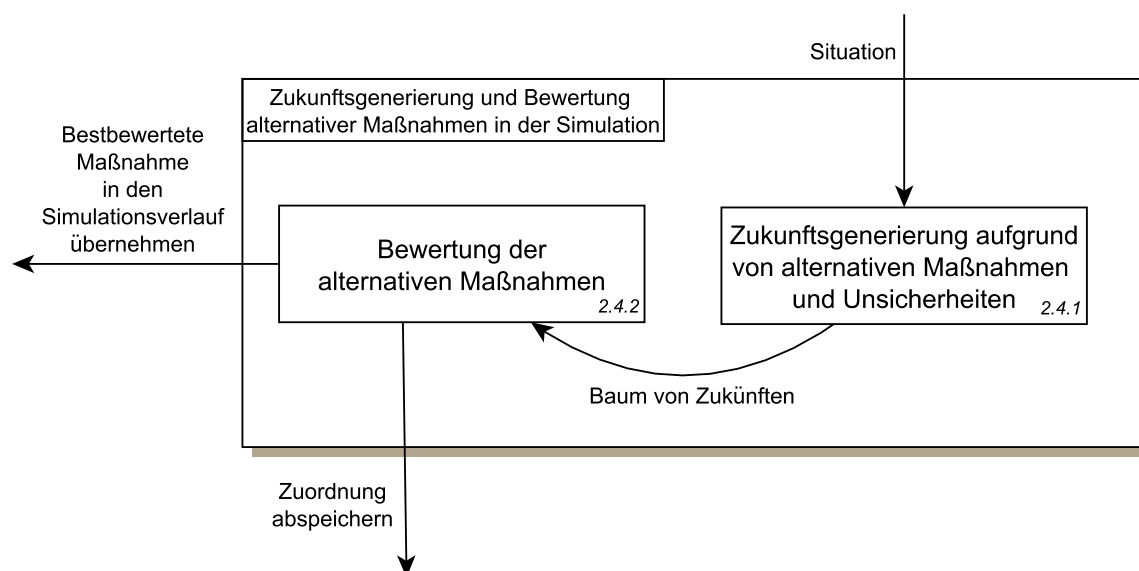 Situation
Zukunftsgenerierung und Bewertung
alternativer Maßnahmen in der Simulation
Bestbewertete
Maßnahme
in den
Simulationsverlauf
übernehmen
Bewertung der
alternativen Maßnahmen
2.4.2
Zukunftsgenerierung aufgrund
von alternativen Maßnahmen
und Unsicherheiten
2.4.1
Baum von Zukünften
Zuordnung
abspeichern